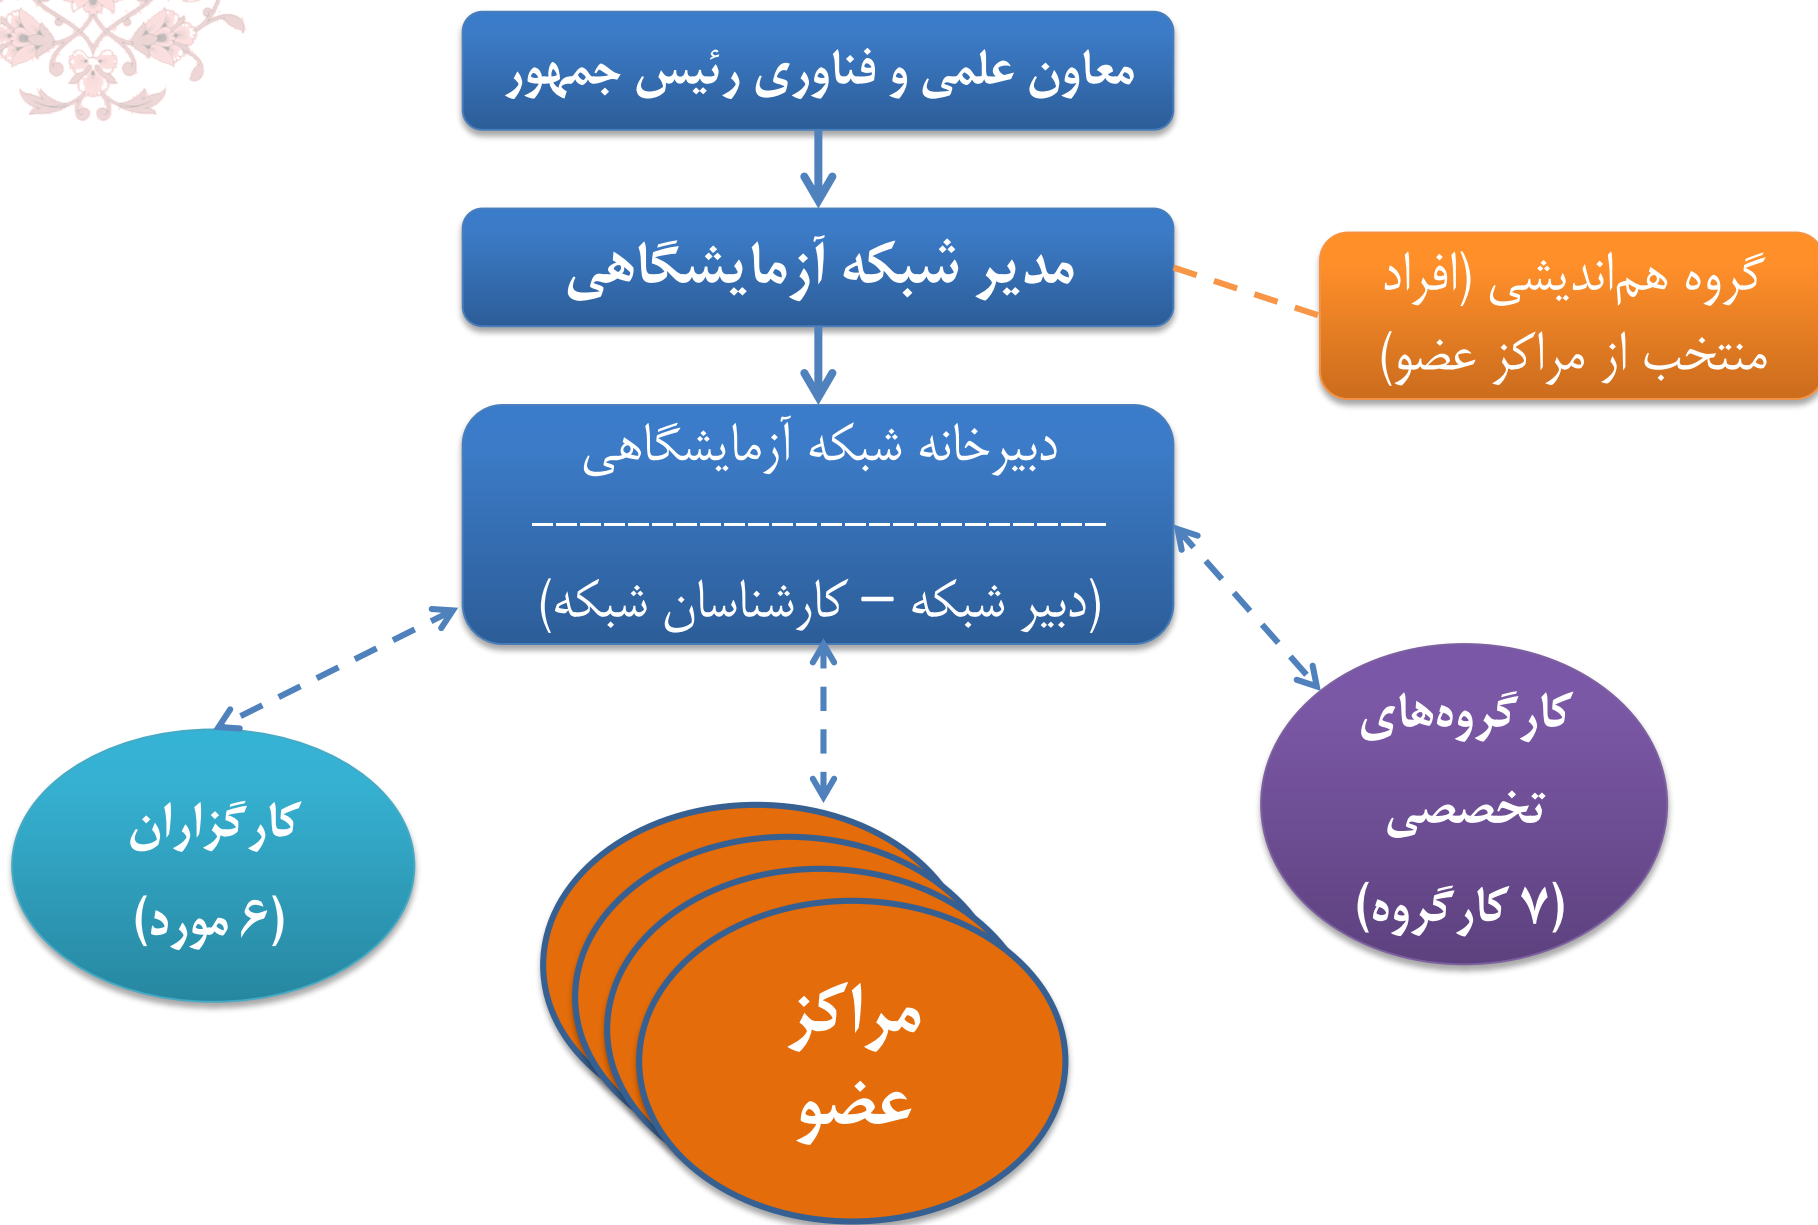 معاون علمی و فناوری رئیس جمهور
مدیر شبکه آزمایشگاهی
گروه هم‌اندیشی (افراد
منتخب از مراکز عضو)
دبیرخانه شبکه آزمایشگاهی
------------------------
(دبیر شبکه – کارشناسان شبکه)
کارگروه‌های
تخصصی
(۷ کارگروه)
کارگزاران
(۶ مورد)
مراکز
عضو